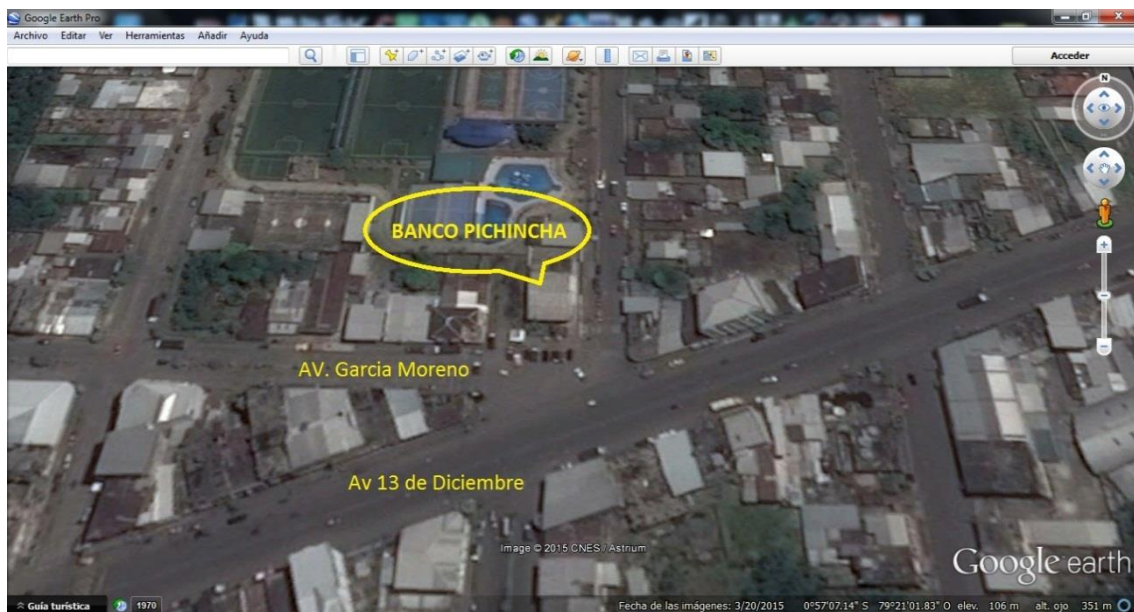 Google Earth Pro
Archivo Editar Ver Herramientas Añadir Ayuda
Acceder
N
BANCO PICHINCHA
AV. Garcia Moreno
Av 13 de Diciembre
Image © 2015 CNES / Astrium
Google earth
Guía turística 1970 Fecha de las imágenes: 3/20/2015 0°57'07.14" S 79°21'01.83" O elev. 106 m alt. ojo 351 m